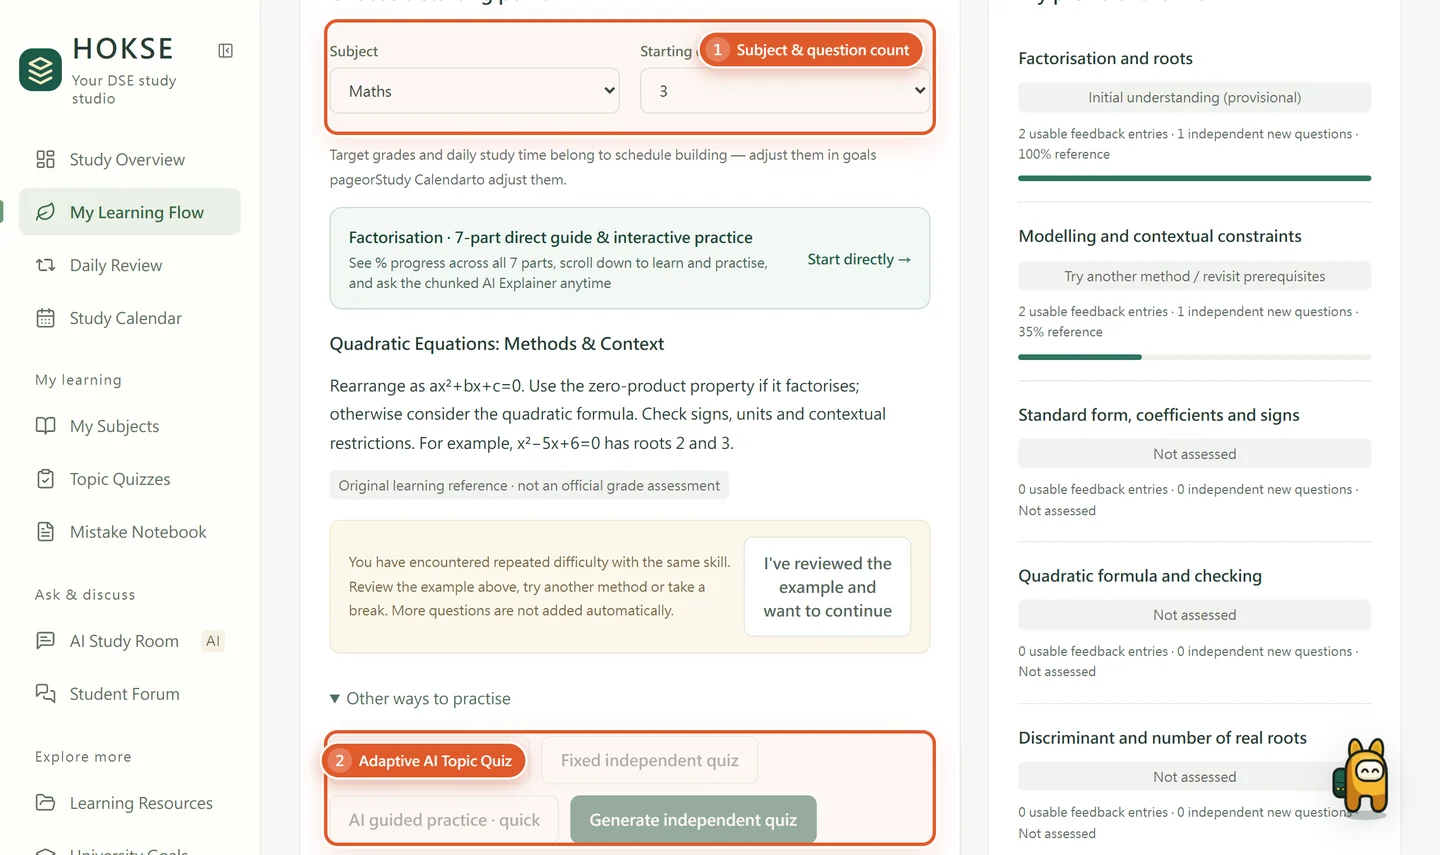 HOKSE
Your DSE study
studio
Study Overview
My Learning Flow
Daily Review
Study Calendar
My learning
My Subjects
Topic Quizzes
Mistake Notebook
Ask & discuss
AI Study Room
AI
Student Forum
Explore more
Learning Resources
University Goals
Subject
Starting
1 Subject & question count
Maths
3
Target grades and daily study time belong to schedule building — adjust them in goals
pageorStudy Calendarto adjust them.
Factorisation · 7-part direct guide & interactive practice
See % progress across all 7 parts, scroll down to learn and practise,
and ask the chunked AI Explainer anytime
Start directly →
Quadratic Equations: Methods & Context
Rearrange as ax²+bx+c=0. Use the zero-product property if it factorises;
otherwise consider the quadratic formula. Check signs, units and contextual
restrictions. For example, x²−5x+6=0 has roots 2 and 3.
Original learning reference · not an official grade assessment
You have encountered repeated difficulty with the same skill.
Review the example above, try another method or take a
break. More questions are not added automatically.
I've reviewed the
example and
want to continue
▼ Other ways to practise
2 Adaptive AI Topic Quiz
Fixed independent quiz
AI guided practice · quick
Generate independent quiz
Factorisation and roots
Initial understanding (provisional)
2 usable feedback entries · 1 independent new questions ·
100% reference
Modelling and contextual constraints
Try another method / revisit prerequisites
2 usable feedback entries · 1 independent new questions ·
35% reference
Standard form, coefficients and signs
Not assessed
0 usable feedback entries · 0 independent new questions ·
Not assessed
Quadratic formula and checking
Not assessed
0 usable feedback entries · 0 independent new questions ·
Not assessed
Discriminant and number of real roots
Not assessed
0 usable feedback entries · 0 independent new questions ·
Not assessed